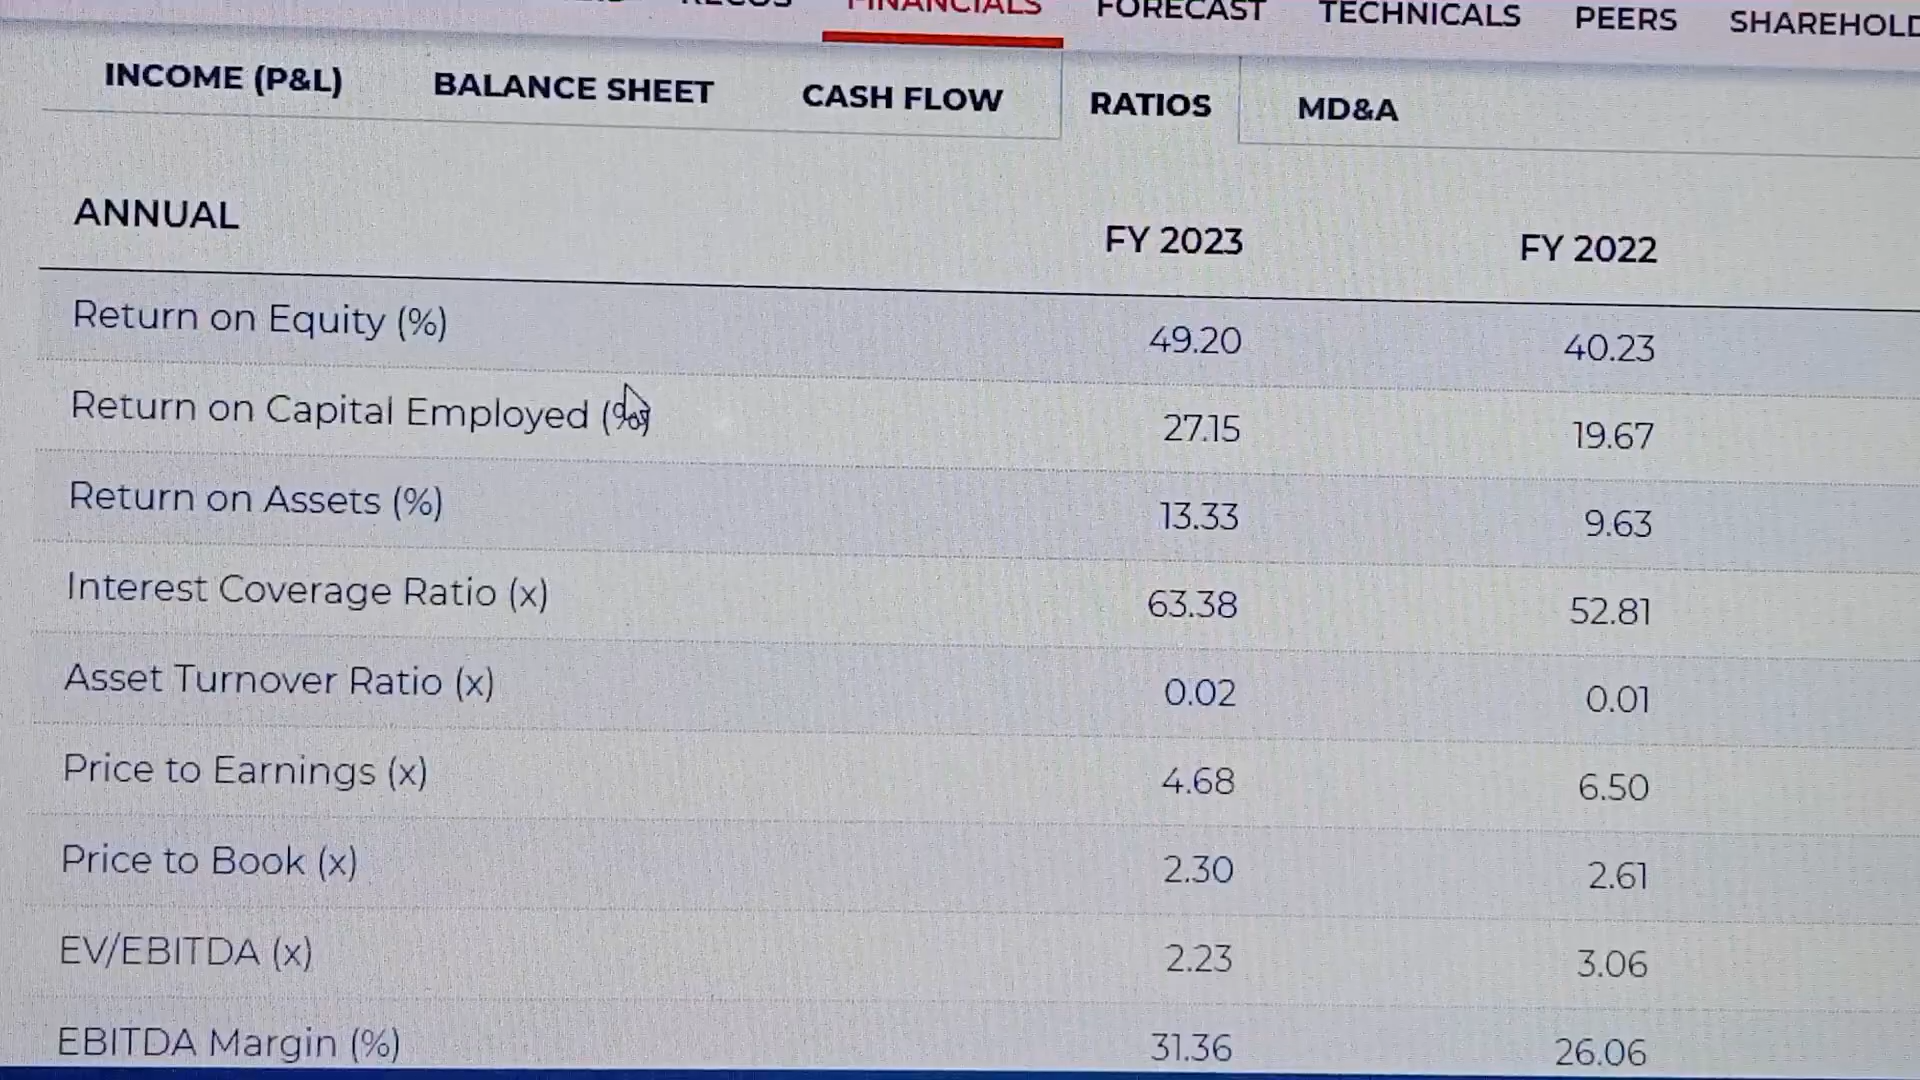 FINANCIALS FORECAST TECHNICALS PEERS
INCOME (P&L) BALANCE SHEET CASH FLOW RATIOS MD&A
ANNUAL FY 2023 FY 2022
Return on Equity (%) 49.20 40.23
Return on Capital Employed (%) 27.15 19.67
Return on Assets (%) 13.33 9.63
Interest Coverage Ratio (x) 63.38 52.81
Asset Turnover Ratio (x) 0.02 0.01
Price to Earnings (x) 4.68 6.50
Price to Book (x) 2.30 2.61
EV/EBITDA (x) 2.23 3.06
EBITDA Margin (%) 31.36 26.06